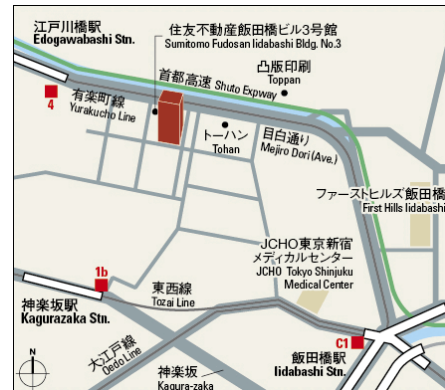 江戸川橋駅
Edogawabashi Stn.
住友不動産飯田橋ビル3号館
Sumitomo Fudosan Iidabashi Bldg. No.3
首都高速 Shuto Expway
凸版印刷
Toppan
4
有楽町線
Yurakucho Line
トーハン
Tohan
目白通り
Mejiro Dori (Ave.)
ファーストヒルズ飯田橋
First Hills Iidabashi
JCHO東京新宿
メディカルセンター
JCHO Tokyo Shinjuku
Medical Center
1b
東西線
Tozai Line
神楽坂駅
Kagurazaka Stn.
大江戸線
Oedo Line
神楽坂
Kagura-zaka
C1
飯田橋駅
Iidabashi Stn.
N